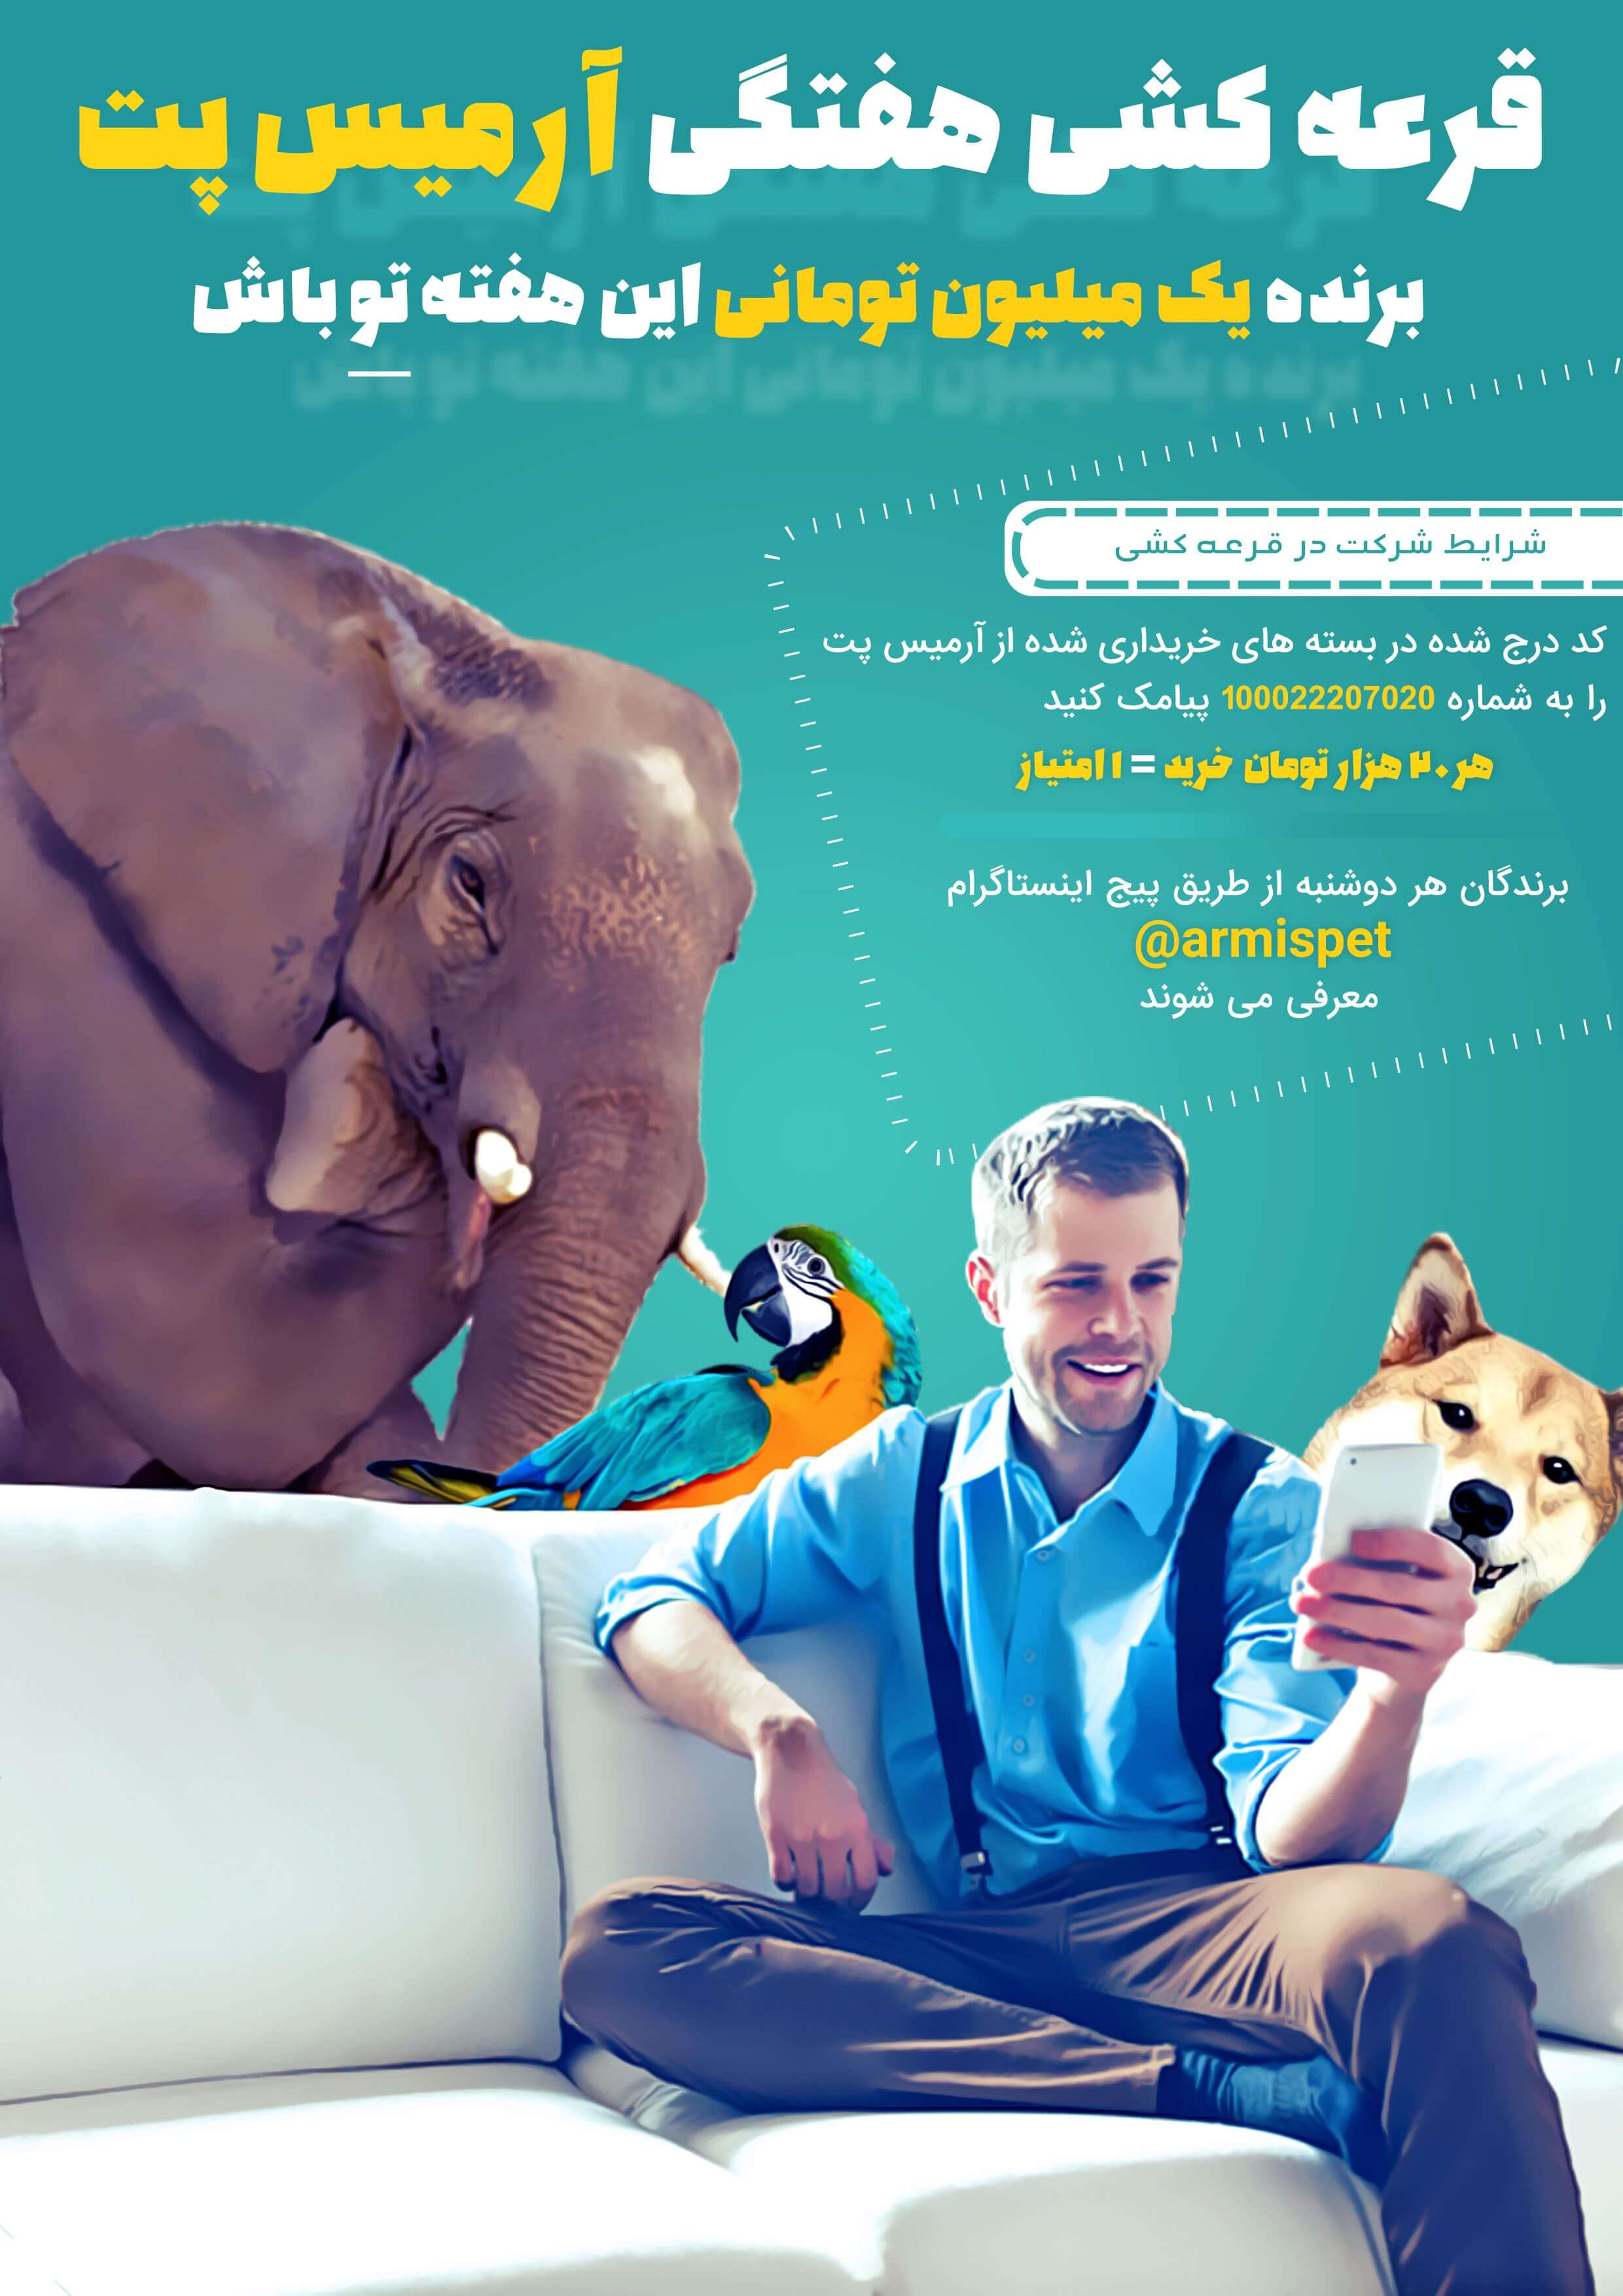 قرعه کشی هفتگی آرمیس پت
برنده یک میلیون تومانی این هفته تو باش
شرایط شرکت در قرعه کشی
کد درج شده در بسته های خریداری شده از آرمیس پت
را به شماره 100022207020 پیامک کنید
هر ۲۰ هزار تومان خرید = ۱ امتیاز
برندگان هر دوشنبه از طریق پیج اینستاگرام
@armispet
معرفی می شوند